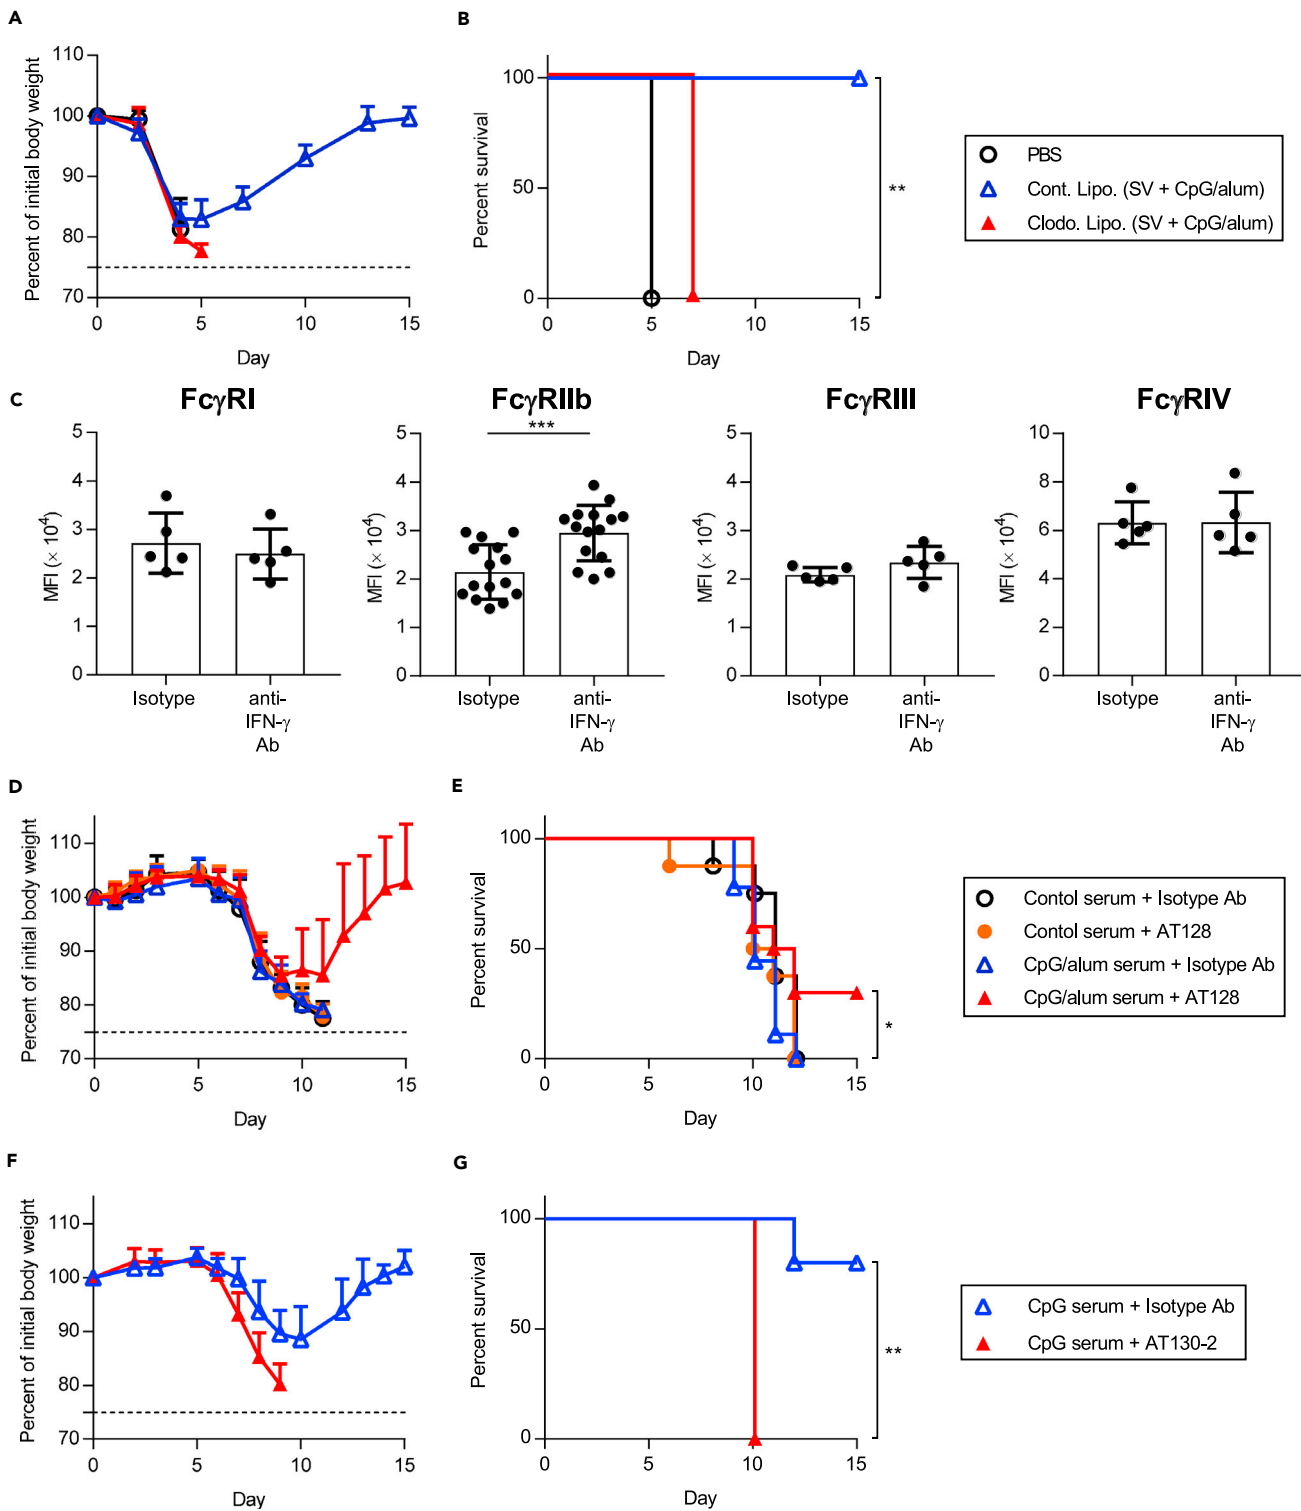 A
Percent of initial body weight
110
100
90
80
70
0 5 10 15
Day
B
Percent survival
100
50
0
0 5 10 15
Day
**
PBS
Cont. Lipo. (SV + CpG/alum)
Clodo. Lipo. (SV + CpG/alum)
C
FcγRI
MFI (× 10⁴)
5
4
3
2
1
0
Isotype anti-
IFN-γ
Ab
FcγRIIb
***
MFI (× 10⁴)
5
4
3
2
1
0
Isotype anti-
IFN-γ
Ab
FcγRIII
MFI (× 10⁴)
5
4
3
2
1
0
Isotype anti-
IFN-γ
Ab
FcγRIV
MFI (× 10⁴)
10
8
6
4
2
0
Isotype anti-
IFN-γ
Ab
D
Percent of initial body weight
110
100
90
80
70
0 5 10 15
Day
E
Percent survival
100
50
0
0 5 10 15
Day
*
Contol serum + Isotype Ab
Contol serum + AT128
CpG/alum serum + Isotype Ab
CpG/alum serum + AT128
F
Percent of initial body weight
110
100
90
80
70
0 5 10 15
Day
G
Percent survival
100
50
0
0 5 10 15
Day
**
CpG serum + Isotype Ab
CpG serum + AT130-2